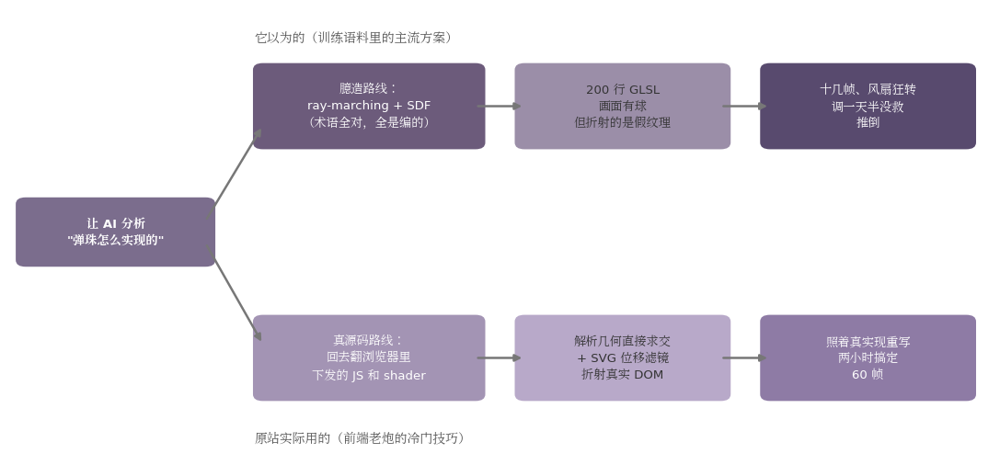 它以为的（训练语料里的主流方案）
臆造路线：
ray-marching + SDF
（术语全对，全是编的）
200 行 GLSL
画面有球
但折射的是假纹理
十几帧、风扇狂转
调一天半没救
推倒
让 AI 分析
"弹珠怎么实现的"
真源码路线：
回去翻浏览器里
下发的 JS 和 shader
解析几何直接求交
+ SVG 位移滤镜
折射真实 DOM
照着真实现重写
两小时搞定
60 帧
原站实际用的（前端老炮的冷门技巧）